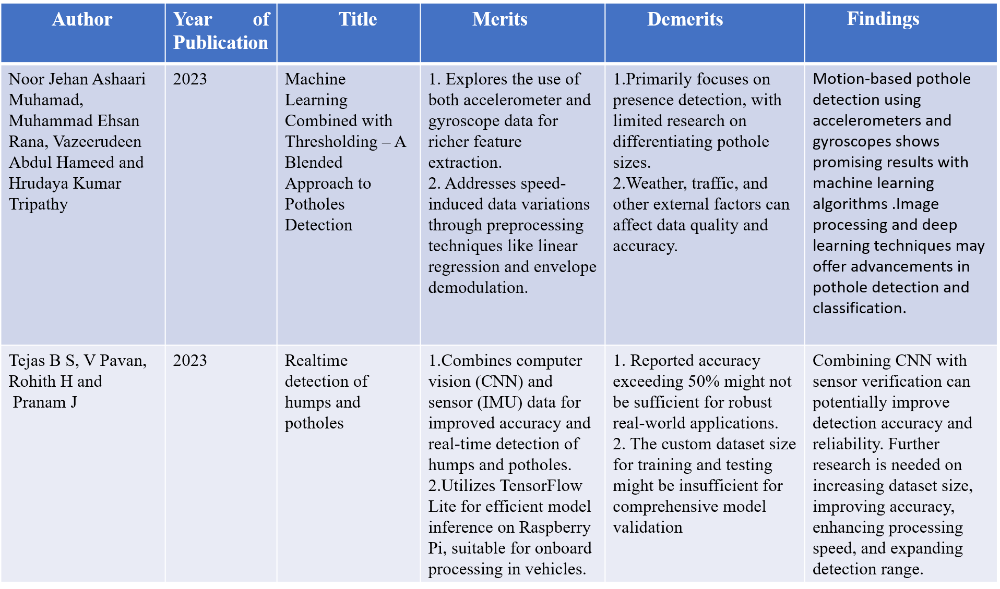 Author
Year of
Publication
Title
Merits
Demerits
Findings
Noor Jehan Ashaari
Muhamad,
Muhammad Ehsan
Rana, Vazeerudeen
Abdul Hameed and
Hrudaya Kumar
Tripathy
2023
Machine
Learning
Combined with
Thresholding – A
Blended
Approach to
Potholes
Detection
1. Explores the use of
both accelerometer and
gyroscope data for
richer feature
extraction.
2. Addresses speed-
induced data variations
through preprocessing
techniques like linear
regression and envelope
demodulation.
1.Primarily focuses on
presence detection, with
limited research on
differentiating pothole
sizes.
2.Weather, traffic, and
other external factors can
affect data quality and
accuracy.
Motion-based pothole
detection using
accelerometers and
gyroscopes shows
promising results with
machine learning
algorithms .Image
processing and deep
learning techniques may
offer advancements in
pothole detection and
classification.
Tejas B S, V Pavan,
Rohith H and
Pranam J
2023
Realtime
detection of
humps and
potholes
1.Combines computer
vision (CNN) and
sensor (IMU) data for
improved accuracy and
real-time detection of
humps and potholes.
2.Utilizes TensorFlow
Lite for efficient model
inference on Raspberry
Pi, suitable for onboard
processing in vehicles.
1. Reported accuracy
exceeding 50% might not
be sufficient for robust
real-world applications.
2. The custom dataset size
for training and testing
might be insufficient for
comprehensive model
validation
Combining CNN with
sensor verification can
potentially improve
detection accuracy and
reliability. Further
research is needed on
increasing dataset size,
improving accuracy,
enhancing processing
speed, and expanding
detection range.